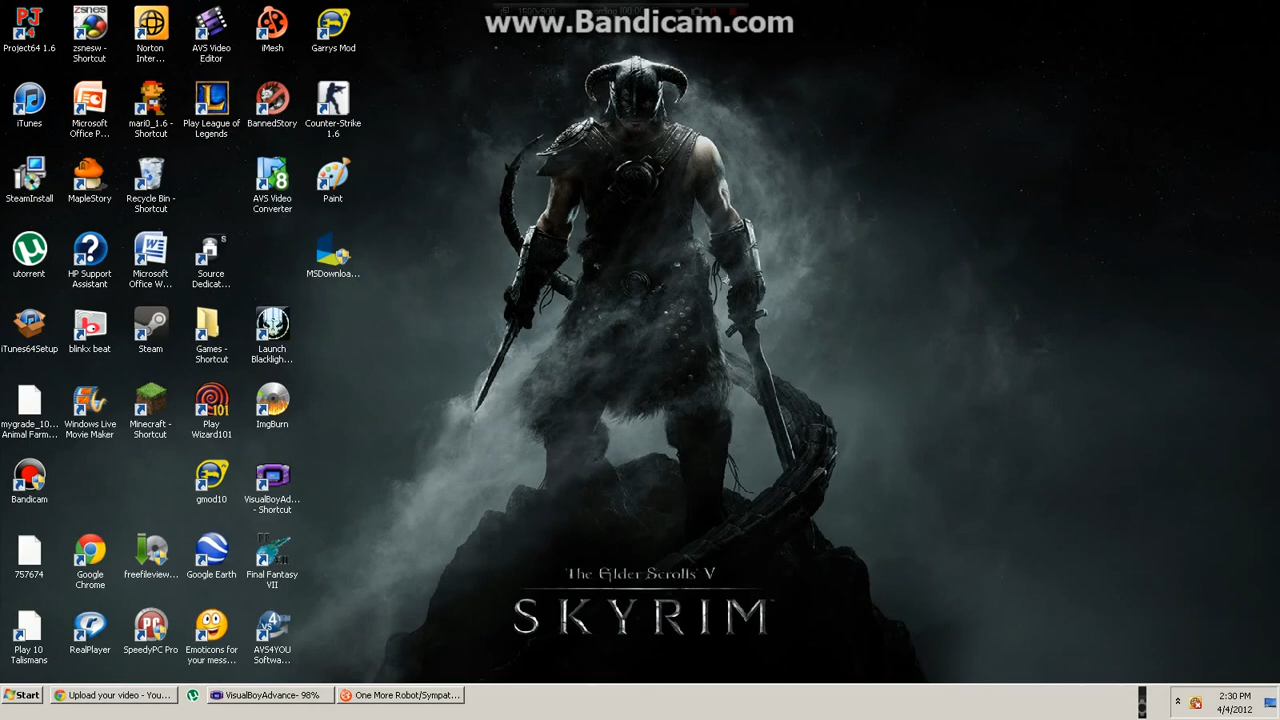 www.Bandicam.com
Project64 1.6
zsnesw -
Shortcut
Norton
Inter...
AVS Video
Editor
iMesh
Garrys Mod
iTunes
Microsoft
Office P...
mari0_1.6 -
Shortcut
Play League of
Legends
BannedStory
Counter-Strike
1.6
SteamInstall
MapleStory
Recycle Bin -
Shortcut
AVS Video
Converter
Paint
utorrent
HP Support
Assistant
Microsoft
Office W...
Source
Dedicat...
MSDownloa...
iTunes64Setup
blinkx beat
Steam
Games -
Shortcut
Launch
Blackligh...
mygrade_10...
Animal Farm...
Windows Live
Movie Maker
Minecraft -
Shortcut
Play
Wizard101
ImgBurn
Bandicam
gmod10
VisualBoyAd...
- Shortcut
757674
Google
Chrome
freefileview...
Google Earth
Final Fantasy
VII
Play 10
Talismans
RealPlayer
SpeedyPC Pro
Emoticons for
your mess...
AVS4YOU
Softwa...
The Elder Scrolls V
SKYRIM
Start
Upload your video - You...
VisualBoyAdvance- 98%
One More Robot/Sympat...
2:30 PM
4/4/2012